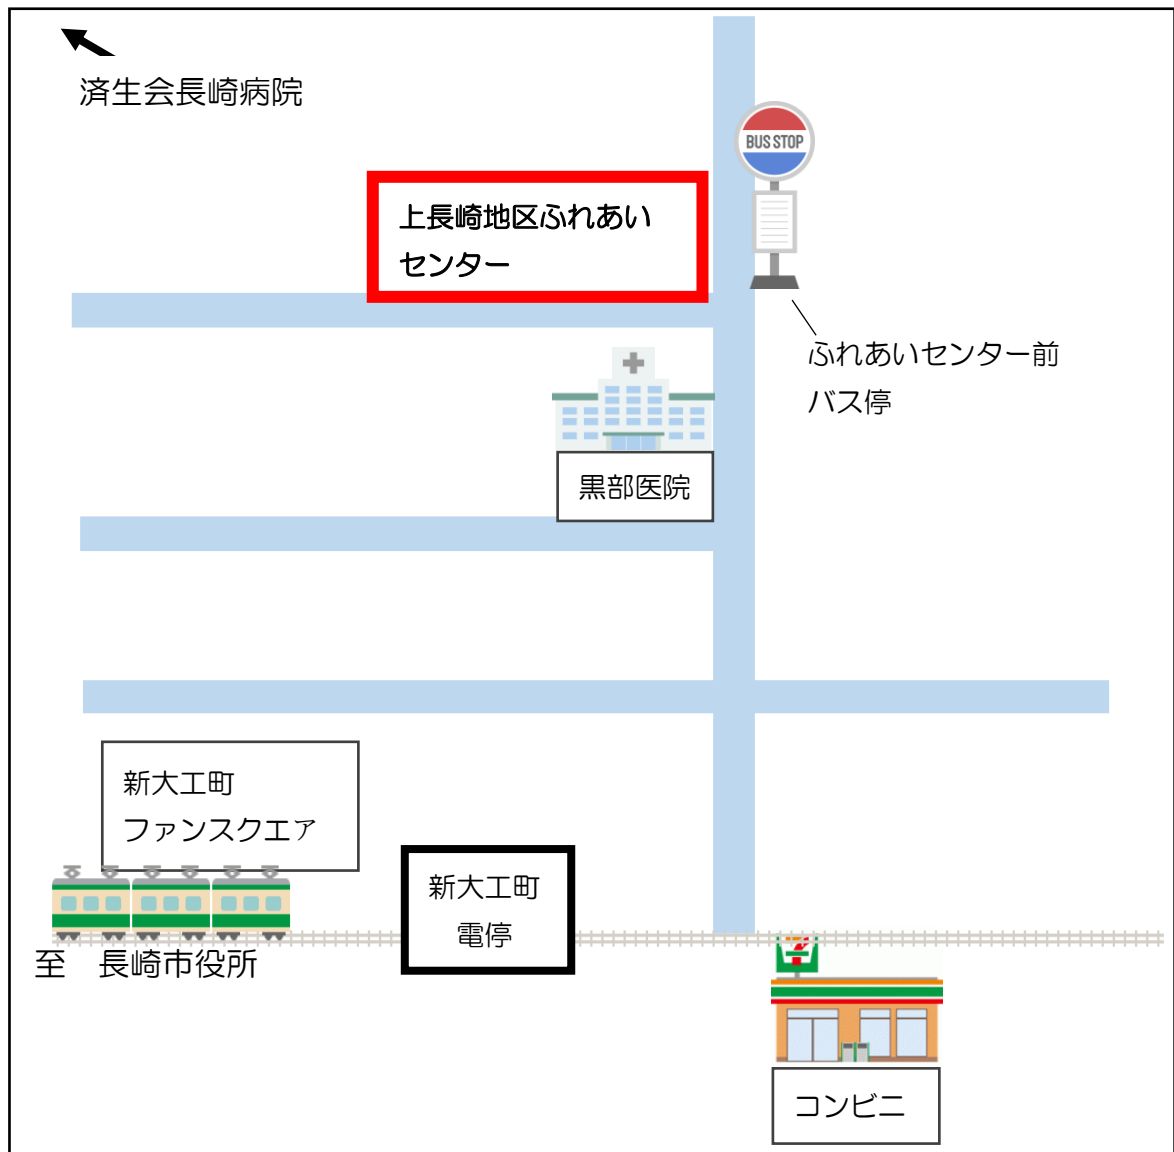 済生会長崎病院
BUS STOP
上長崎地区ふれあい
センター
ふれあいセンター前
バス停
黒部医院
新大工町
ファンスクエア
新大工町
電停
至　長崎市役所
コンビニ